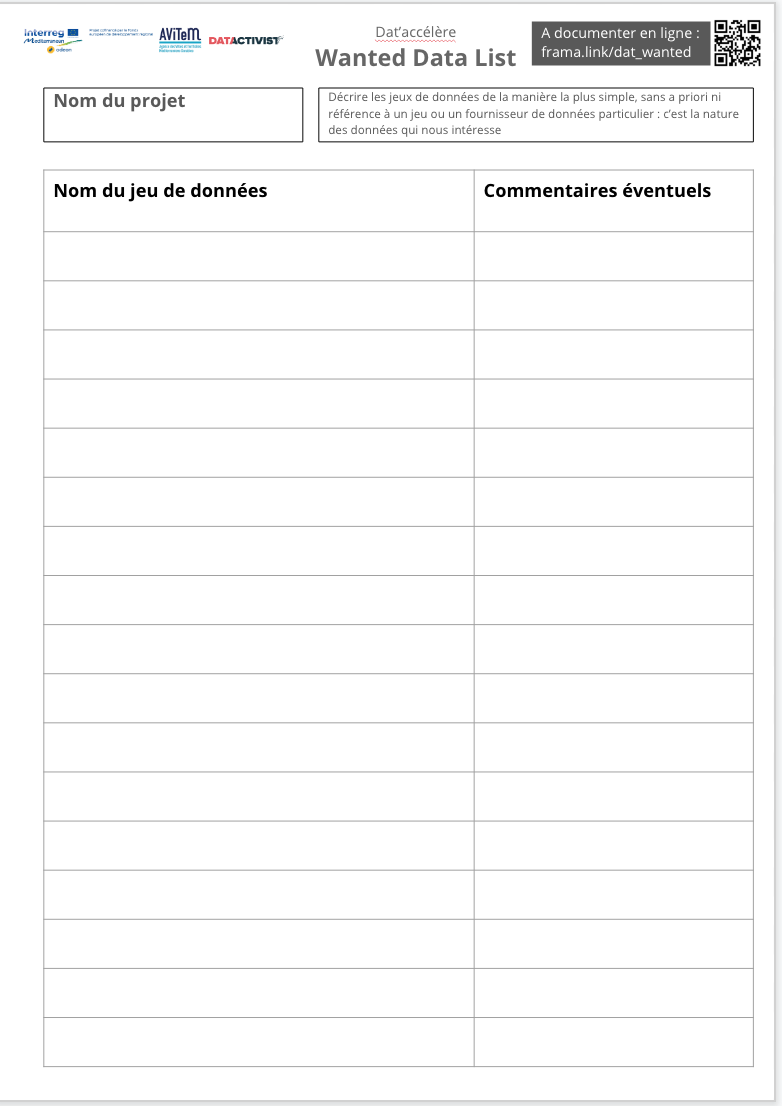 Interreg
Mediterranean
odeon
AViTeM
DATACTIVIST
Dat’accélère
Wanted Data List
A documenter en ligne :
frama.link/dat_wanted
Nom du projet
Décrire les jeux de données de la manière la plus simple, sans a priori ni
référence à un jeu ou un fournisseur de données particulier : c’est la nature
des données qui nous intéresse
Nom du jeu de données
Commentaires éventuels